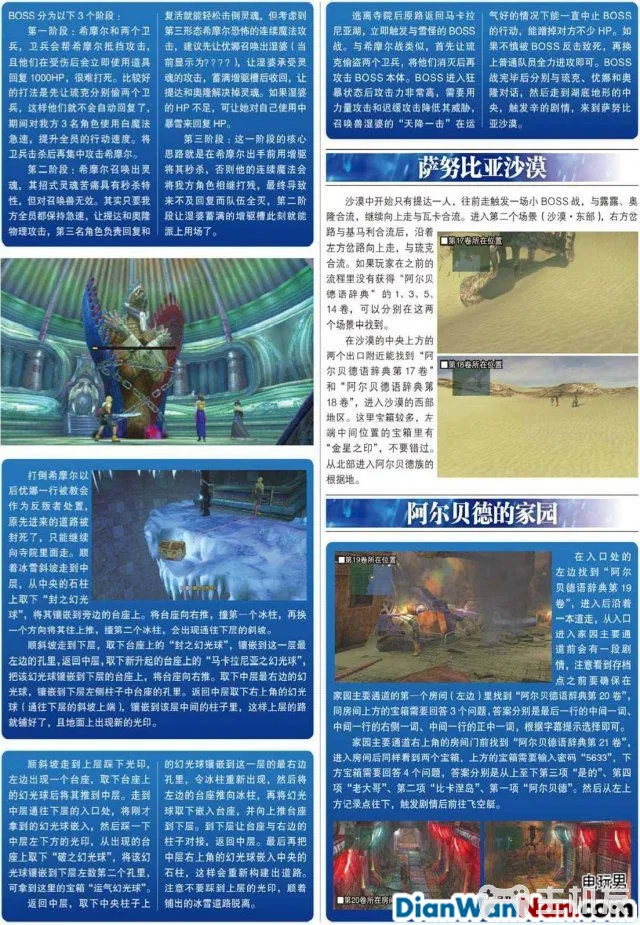 BOSS分为以下3个阶段：
第一阶段：希摩尔和两个卫
兵，卫兵会帮希摩尔抵挡攻击，
且他们在受伤后会立即使用道具
回复1000HP，很难打死。比较好
的打法是先让琉克分别偷两个卫
兵，这样他们就不会自动回复了，
期间对我方3名角色使用白魔法
急速，提升全员的行动速度。将
卫兵击杀后再集中攻击希摩尔。
第二阶段：希摩尔召唤出灵
魂，其招式灵魂苦痛具有秒杀特
性，但对召唤兽无效。其实只要我
方全员都保持急速，让提达和奥隆
物理攻击，第三名角色负责回复和
复活就能轻松击倒灵魂，但考虑到
第三形态希摩尔恐怖的连续魔法攻
击，建议先让优娜召唤出湿婆（当
前显示为？？？？），让湿婆承受灵
魂的攻击，蓄满增驱槽后收回，让
提达和奥隆解决掉灵魂。如果湿婆
的HP不足，可让她对自己使用中
暴雪来回复HP。
第三阶段：这一阶段的核心
思路就是在希摩尔出手前用增驱
将其秒杀，否则他的连续魔法会
将我方角色相继打残，最终导致
来不及回复而队伍全灭，第二阶
段让湿婆蓄满的增驱槽此刻就能
派上用场了。
打倒希摩尔以
后优娜一行被教会
作为反叛者处置，
原先进来的道路被
封死了，只能继续
向寺院里面走。顺
着冰雪斜坡走到中
层，从中央的石柱
上取下“封之幻光
球”，将其镶嵌到旁边的台座上。将台座向右推，撞第一个冰柱，再换
一个方向将其往上推，撞第二个冰柱，会出现通往下层的斜坡。
顺斜坡走到下层，取下台座上的“封之幻光球”，镶嵌到这一层最
左边的孔里，返回中层，取下新升起的台座上的“马卡拉尼亚之幻光球”，
把该幻光球镶嵌到下层的台座上，将台座向右推。取下中层最右边的幻
光球，镶嵌到下层左侧柱子中台座的孔里。返回中层取下右上角的幻光
球（通往下层的斜坡上端），镶嵌到该层中间的柱子里，这样上层的路
就铺好了，且地面上出现新的光印。
顺斜坡走到上层踩下光印，
左边出现一个台座，取下台座上
的幻光球后将其推到中层。走到
中层通往下层的入口处，将刚才
拿到的幻光球嵌入，然后踩一下
中层左下方的光印，从出现的台
座上取下“破之幻光球”，将该幻
光球镶嵌到下层左数第二个孔里，
可拿到这里的宝箱“运气幻光球”。
返回中层，取下中央柱子上
的幻光球镶嵌到这一层的最右边
孔里，令冰柱重新出现，然后将
左边的台座推向冰柱，再将幻光
球取下嵌入台座，并向上推台座
到下层。到下层让台座与右边的
柱子对接，返回中层。最后再把
中层右上角的幻光球嵌入中央的
石柱，这样会重新构建出道路。
注意不要踩到上层的光印，顺着
铺出的冰雪道路脱离。
逃离寺院后原路返回马卡拉
尼亚湖，立即触发与雪怪的BOSS
战。与希摩尔战类似，首先让琉
克偷盗两个卫兵，将他们消灭后再
攻击BOSS本体。BOSS进入狂
暴状态后攻击力非常高，需要用
力量攻击和迟缓攻击降低其威胁，
召唤兽湿婆的“天降一击”在运
气好的情况下能一直中止BOSS
的行动，能蹭掉对方不少HP。如
果不慎被BOSS反击致死，再换
上普通队员全力进攻即可。BOSS
战完毕后分别与琉克、优娜和奥
隆对话，然后走到湖底地形的中
央，触发辛的剧情，来到萨努比
亚沙漠。
萨努比亚沙漠
沙漠中开始只有提达一人，往前走触发一场小BOSS战，与露露、奥
隆合流，继续向上走与瓦卡合流。进入第二个场景（沙漠·东部），右方岔
路与基马利合流后，沿着
左方岔路向上走，与琉克
合流。如果玩家在之前的
流程里没有获得“阿尔贝
德语辞典”的1、3、5、
14卷，可以分别在这两
个场景中找到。
在沙漠的中央上方的
两个出口附近能找到“阿
尔贝德语辞典第17卷”
和“阿尔贝德语辞典第
18卷”，进入沙漠的西部
地区。这里宝箱较多，左
端中间位置的宝箱里有
“金星之印”，不要错过。
从北部进入阿尔贝德族的
根据地。
■第17卷所在位置
■第18卷所在位置
阿尔贝德的家园
■第19卷所在位置
在入口处的
左边找到“阿尔
贝德语辞典第19
卷”，进入后沿着
一本道走，从入口
进入家园主要通
道前会有一段剧
情，注意看到存档
点之前要确保在
家园主要通道的第一个房间（左边）里找到“阿尔贝德语辞典第20卷”，
同房间上方的宝箱需要回答3个问题，答案分别是最后一行的中间一词、
中间一行的右侧一词、中间一行的正中一词，根据字幕提示选择即可。
家园主要通道右上角的房间门前找到“阿尔贝德语辞典第21卷”，
进入房间后同样看到两个宝箱，上方的宝箱需要输入密码“5633”，下
方宝箱需要回答4个问题，答案分别是从上至下第三项“是的”、第四
项“老大哥”、第二项“比卡涅岛”、第一项“阿尔贝德”。然后从左上
方记录点往下，触发剧情后前往飞空艇。
■第20卷所在房间
电玩男
DianWanNan.com